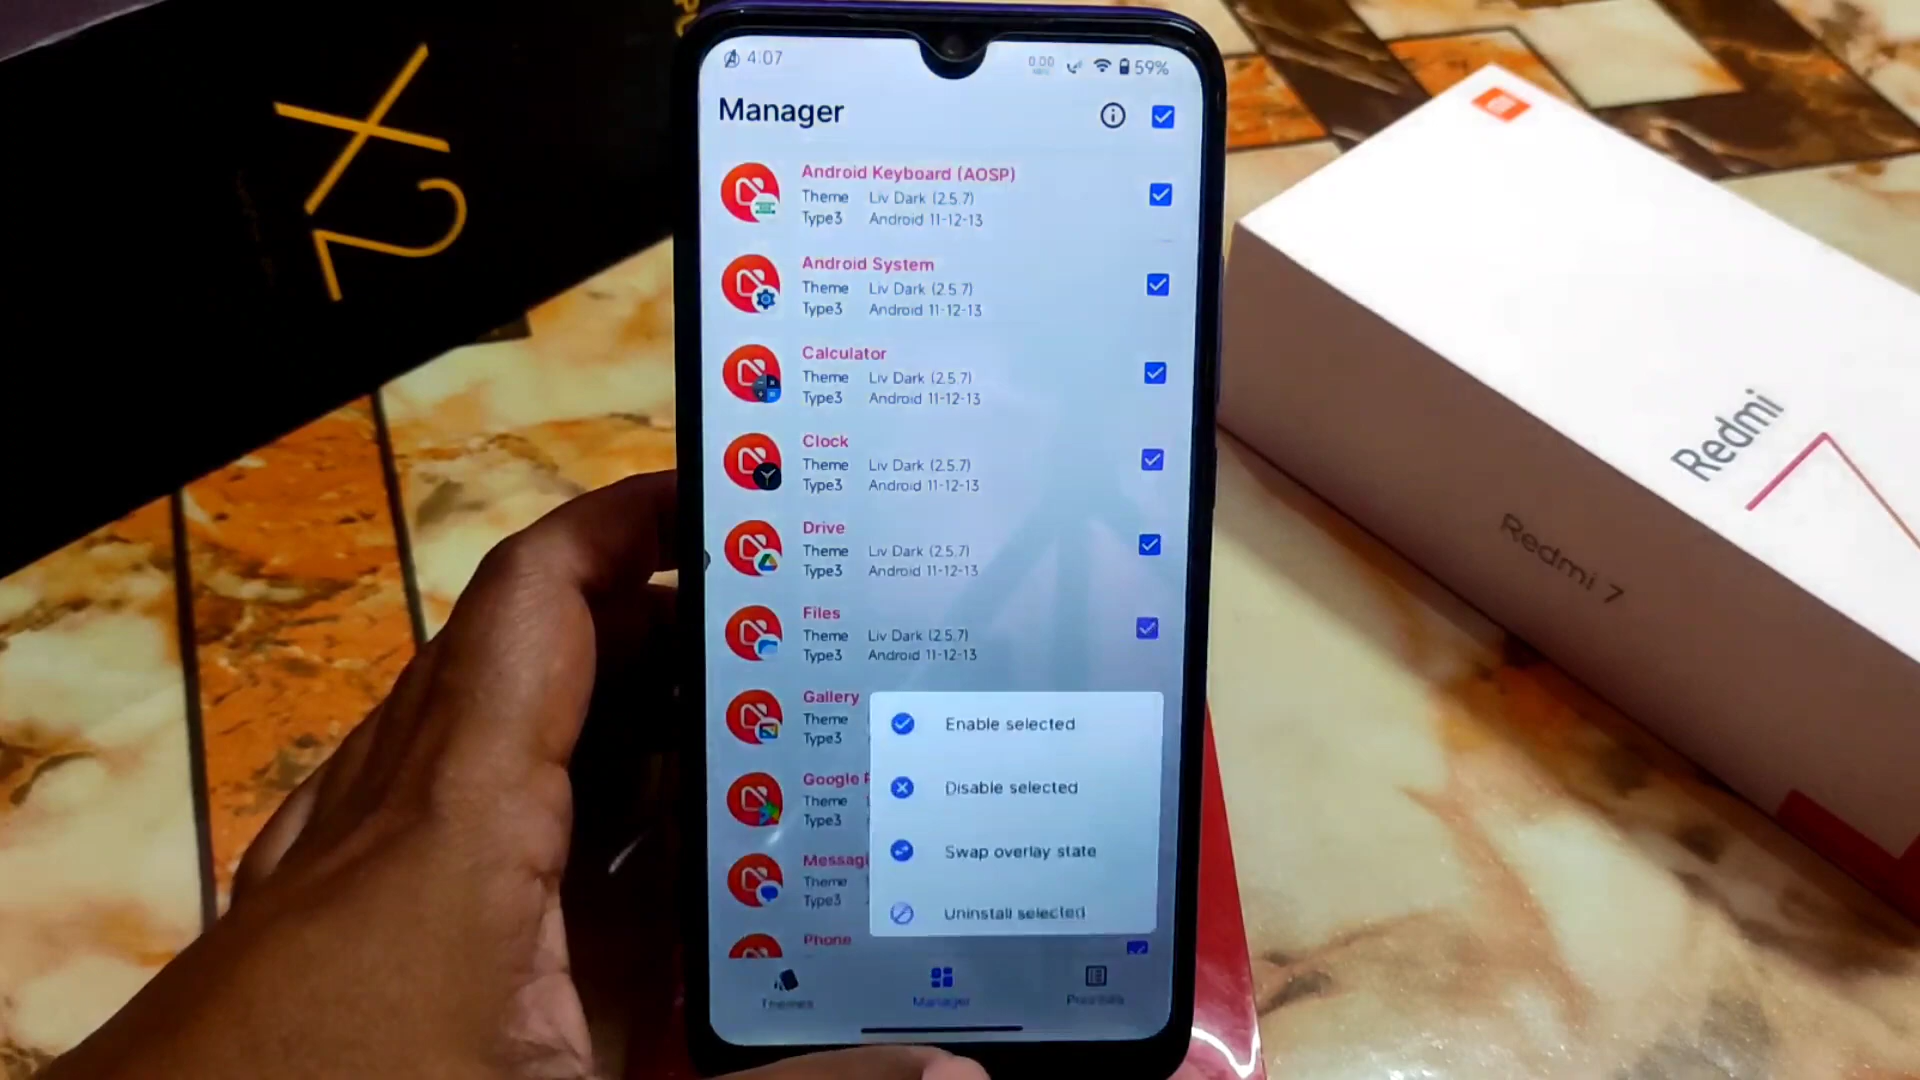 X2
4:07
0.00
59%
Manager
Android Keyboard (AOSP)
Theme Liv Dark (2.5.7)
Type3 Android 11-12-13
Android System
Theme Liv Dark (2.5.7)
Type3 Android 11-12-13
Calculator
Theme Liv Dark (2.5.7)
Type3 Android 11-12-13
Clock
Theme Liv Dark (2.5.7)
Type3 Android 11-12-13
Drive
Theme Liv Dark (2.5.7)
Type3 Android 11-12-13
Files
Theme Liv Dark (2.5.7)
Type3 Android 11-12-13
Gallery
Theme
Type3
Google
Theme
Type3
Messagi
Theme
Type3
Phone
Enable selected
Disable selected
Swap overlay state
Uninstall selected
Themes
Manager
Redmi
7
Redmi 7